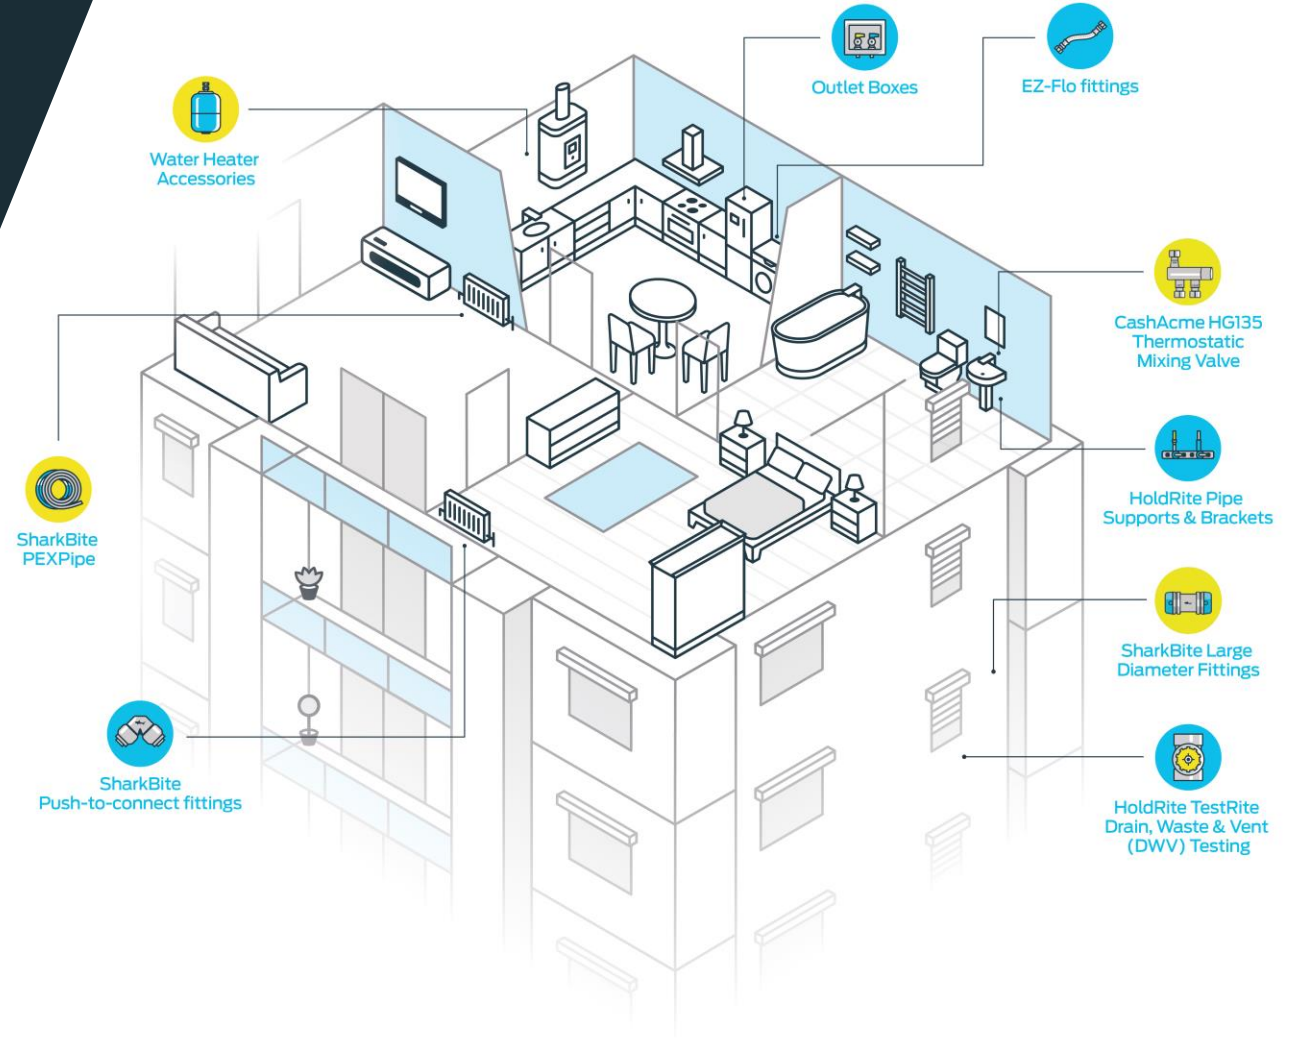 Outlet Boxes
EZ-Flo fittings
Water Heater
Accessories
CashAcme HG135
Thermostatic
Mixing Valve
HoldRite Pipe
Supports & Brackets
SharkBite
PEXPipe
SharkBite Large
Diameter Fittings
SharkBite
Push-to-connect fittings
HoldRite TestRite
Drain, Waste & Vent
(DWV) Testing